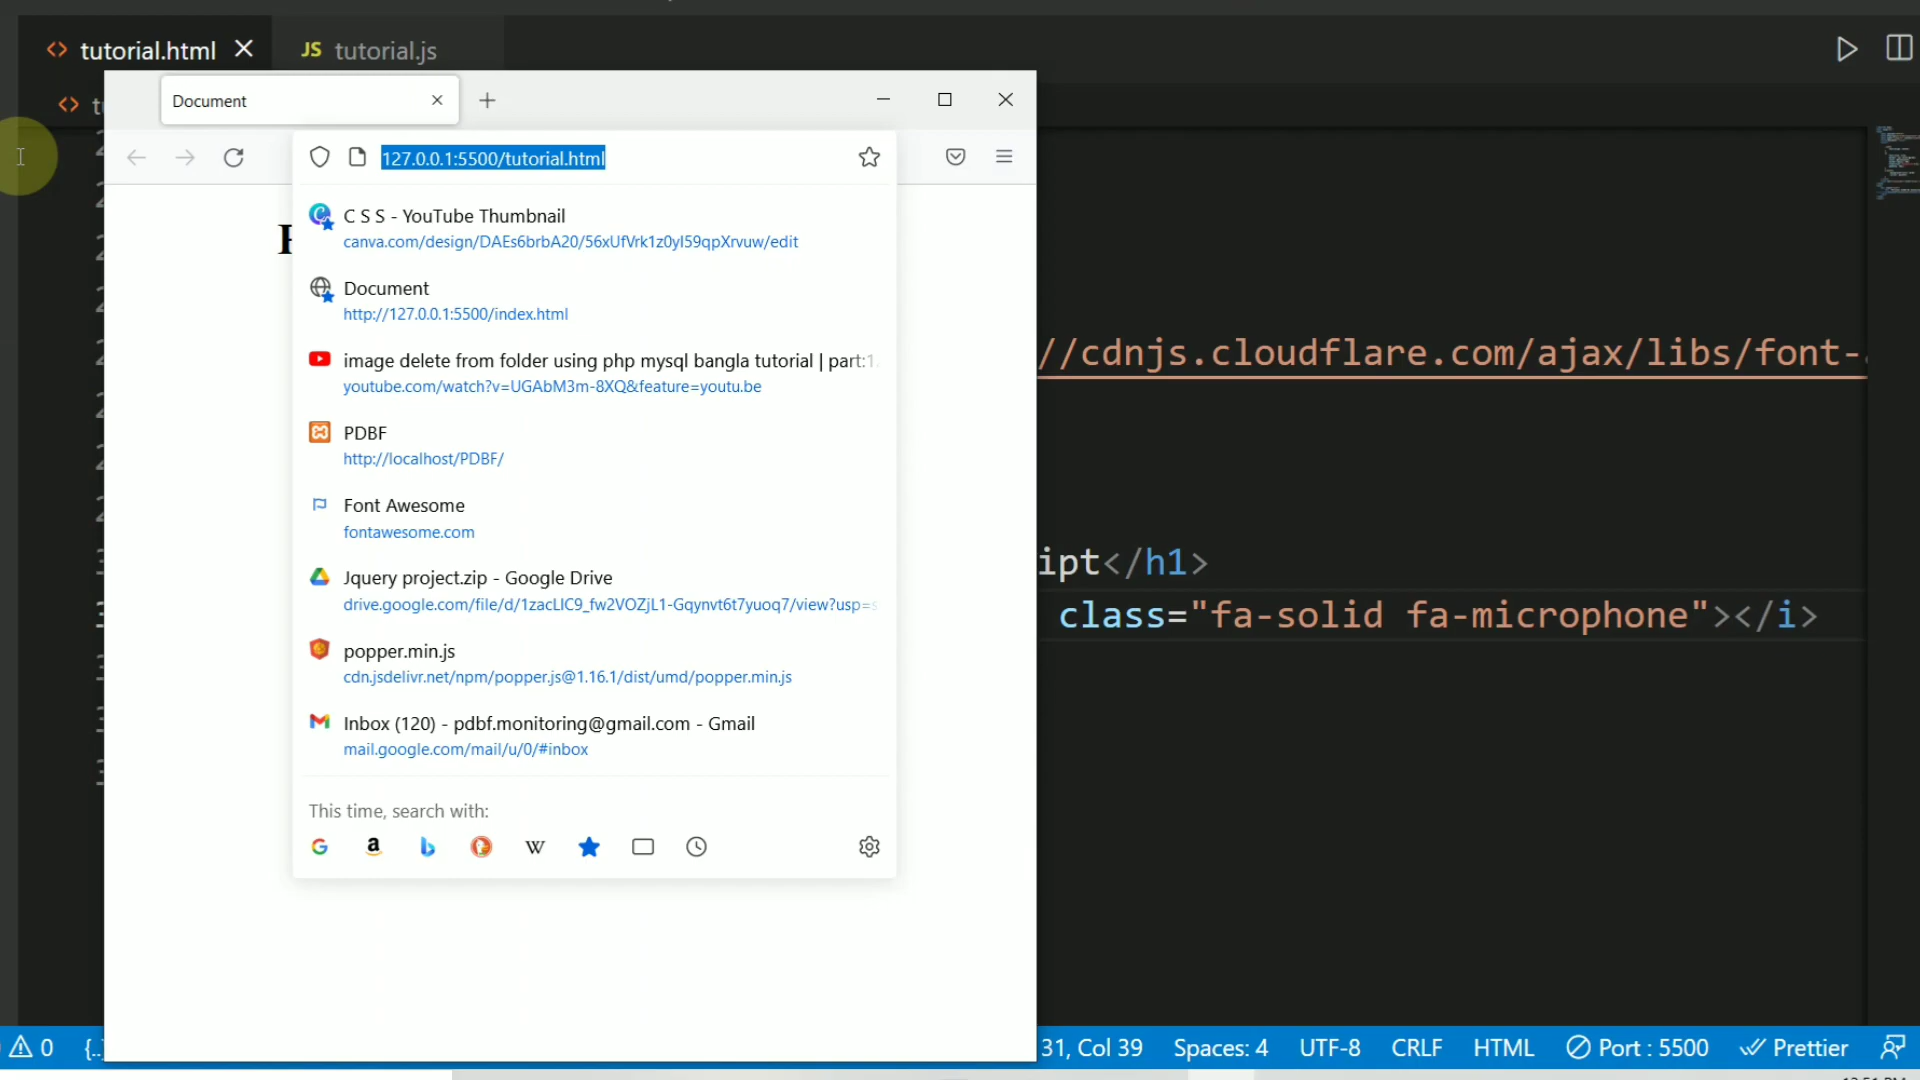 tutorial.html
JS tutorial.js
Document
127.0.0.1:5500/tutorial.html
C S S - YouTube Thumbnail
canva.com/design/DAEs6brbA20/56xUfVrk1z0yI59qpXrvuw/edit
Document
http://127.0.0.1:5500/index.html
image delete from folder using php mysql bangla tutorial | part:1
youtube.com/watch?v=UGAbM3m-8XQ&feature=youtu.be
PDBF
http://localhost/PDBF/
Font Awesome
fontawesome.com
Jquery project.zip - Google Drive
drive.google.com/file/d/1zacLIC9_fw2VOZjL1-Gqynvt6t7yuoq7/view?usp=s
popper.min.js
cdn.jsdelivr.net/npm/popper.js@1.16.1/dist/umd/popper.min.js
Inbox (120) - pdbf.monitoring@gmail.com - Gmail
mail.google.com/mail/u/0/#inbox
This time, search with:
//cdnjs.cloudflare.com/ajax/libs/font-
ipt</h1>
class="fa-solid fa-microphone"></i>
0 {.. 31, Col 39 Spaces: 4 UTF-8 CRLF HTML Port : 5500 Prettier